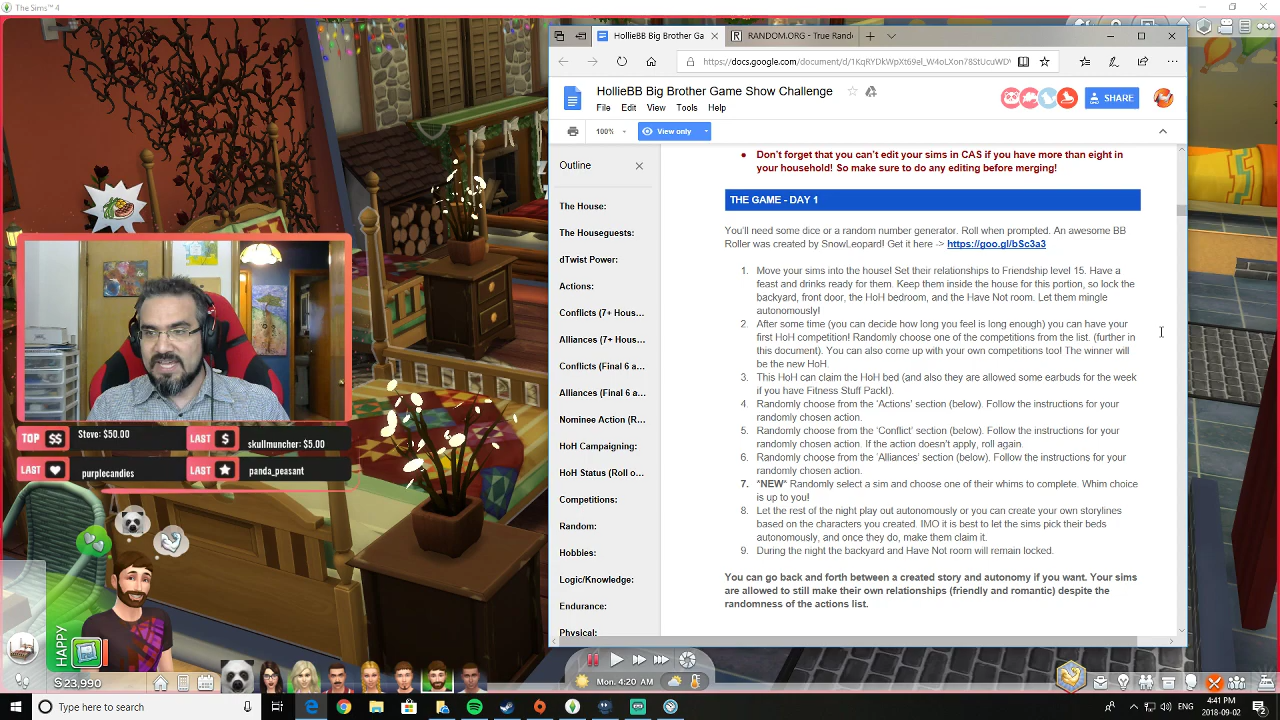 The Sims™ 4
HollieBB Big Brother Ga
RANDOM.ORG - True Rand
https://docs.google.com/document/d/1KqRYDkWpXt69el_W4oLXon78StUcuWD
HollieBB Big Brother Game Show Challenge
File Edit View Tools Help
SHARE
100%
View only
Outline
The House:
The Houseguests:
dTwist Power:
Actions:
Conflicts (7+ Hous...
Alliances (7+ Hous...
Conflicts (Final 6 a...
Alliances (Final 6 a...
Nominee Action (R...
HoH Campaigning:
HoH Status (Roll o...
Competitions:
Random:
Hobbies:
Logic/Knowledge:
Endurance:
Physical:
• Don't forget that you can't edit your sims in CAS if you have more than eight in
your household! So make sure to do any editing before merging!
THE GAME - DAY 1
You'll need some dice or a random number generator. Roll when prompted. An awesome BB
Roller was created by SnowLeopard! Get it here -> https://goo.gl/bSc3a3
1. Move your sims into the house! Set their relationships to Friendship level 15. Have a
feast and drinks ready for them. Keep them inside the house for this portion, so lock the
backyard, front door, the HoH bedroom, and the Have Not room. Let them mingle
autonomously!
2. After some time (you can decide how long you feel is long enough) you can have your
first HoH competition! Randomly choose one of the competitions from the list. (further in
this document). You can also come up with your own competitions too! The winner will
be the new HoH.
3. This HoH can claim the HoH bed (and also they are allowed some earbuds for the week
if you have Fitness Stuff Pack!).
4. Randomly choose from the 'Actions' section (below). Follow the instructions for your
randomly chosen action.
5. Randomly choose from the 'Conflict' section (below). Follow the instructions for your
randomly chosen action. If the action doesn't apply, roll again.
6. Randomly choose from the 'Alliances' section (below). Follow the instructions for your
randomly chosen action.
7. *NEW* Randomly select a sim and choose one of their whims to complete. Whim choice
is up to you!
8. Let the rest of the night play out autonomously or you can create your own storylines
based on the characters you created. IMO it is best to let the sims pick their beds
autonomously, and once they do, make them claim it.
9. During the night the backyard and Have Not room will remain locked.
You can go back and forth between a created story and autonomy if you want. Your sims
are allowed to still make their own relationships (friendly and romantic) despite the
randomness of the actions list.
TOP $$ Steve: $50.00 LAST $ skullmuncher: $5.00
LAST purplecandies LAST panda_peasant
HAPPY
§23,990
Mon. 4:20 AM
Type here to search
ENG
4:41 PM
2018-09-02